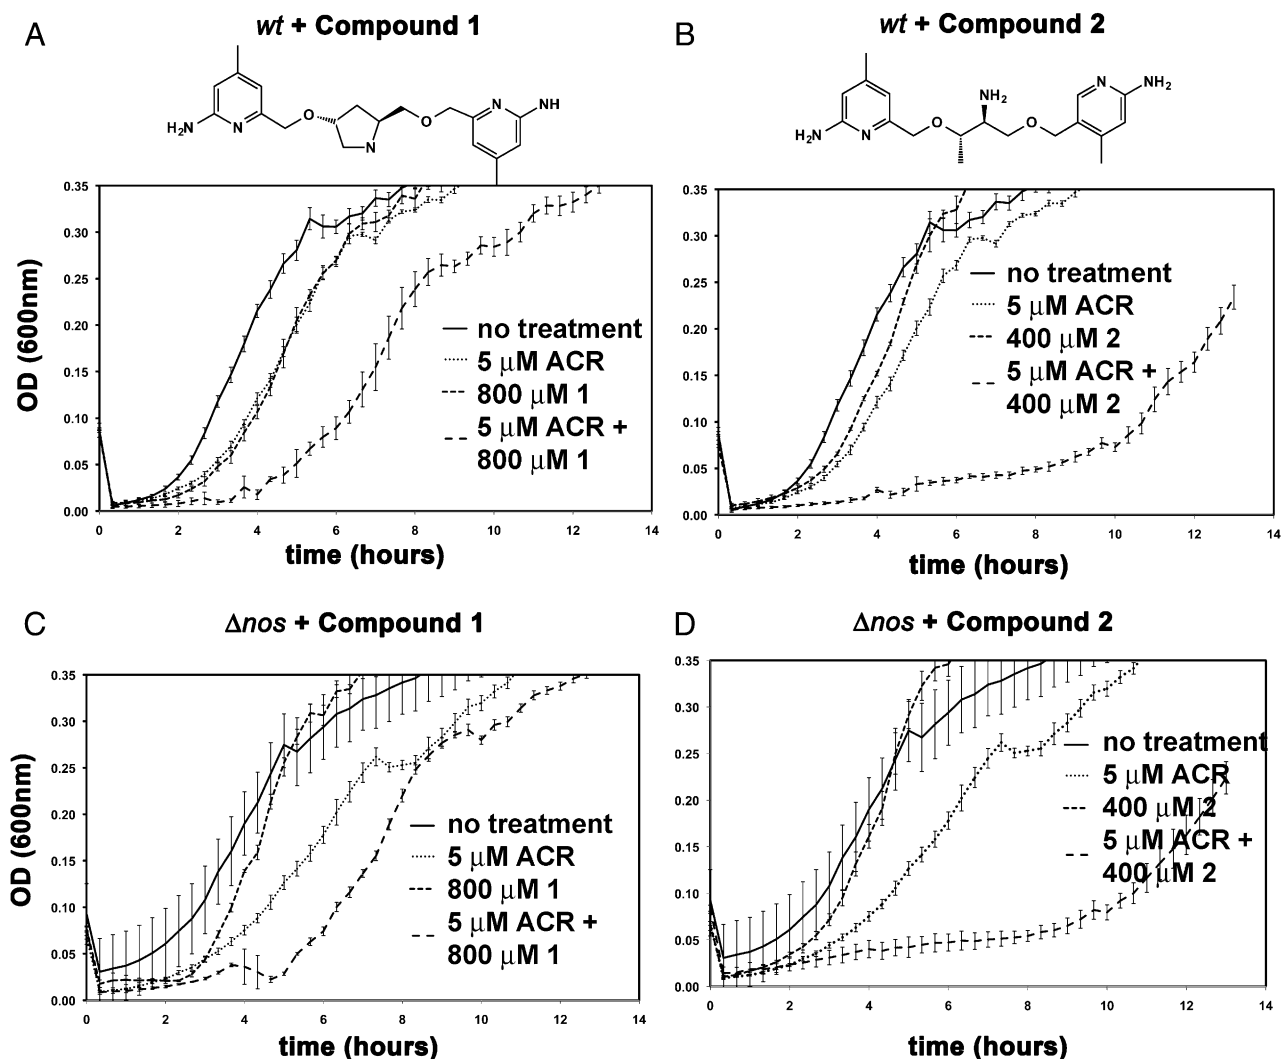 A
wt + Compound 1
H₂N
N
O
N
O
N
NH
0.35
0.30
0.25
0.20
0.15
0.10
0.05
0.00
OD (600nm)
0 2 4 6 8 10 12 14
time (hours)
no treatment
5 μM ACR
800 μM 1
5 μM ACR +
800 μM 1
B
wt + Compound 2
H₂N
N
O
NH₂
O
N
NH₂
0.35
0.30
0.25
0.20
0.15
0.10
0.05
0.00
0 2 4 6 8 10 12 14
time (hours)
no treatment
5 μM ACR
400 μM 2
5 μM ACR +
400 μM 2
C
Δnos + Compound 1
0.35
0.30
0.25
0.20
0.15
0.10
0.05
0.00
OD (600nm)
0 2 4 6 8 10 12 14
time (hours)
no treatment
5 μM ACR
800 μM 1
5 μM ACR +
800 μM 1
D
Δnos + Compound 2
0.35
0.30
0.25
0.20
0.15
0.10
0.05
0.00
0 2 4 6 8 10 12 14
time (hours)
no treatment
5 μM ACR
400 μM 2
5 μM ACR +
400 μM 2